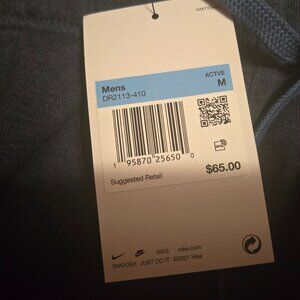 Mens
ACTVE
DR2113-410
M
1 95870 25650 0
Suggested Retail
$65.00
NIKE nike.com
SWOOSH JUST DO IT ©2021 Nike